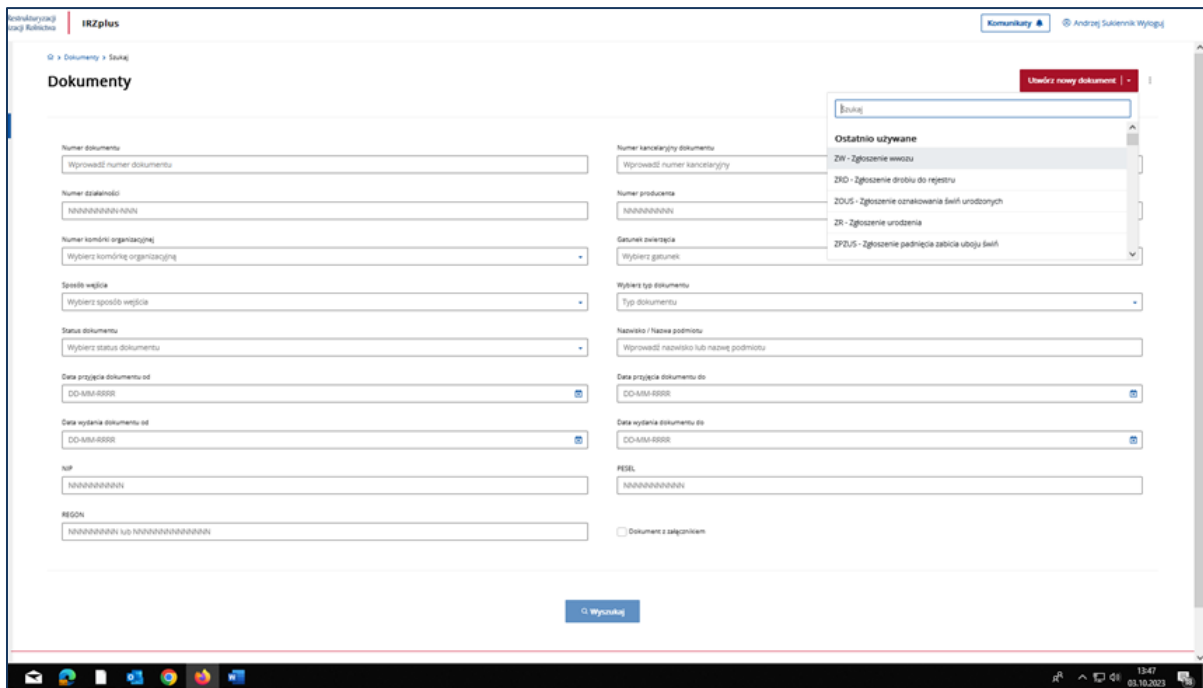 Restrukturyzacji
IRZplus
Komunikaty
Andrzej Sukiennik Wyloguj
Rolnictwa
> Dokumenty > Szukaj
Dokumenty
Utwórz nowy dokument
Szukaj
Ostatnio używane
ZW - Zgłoszenie wwozu
ZRD - Zgłoszenie drobiu do rejestru
ZOUS - Zgłoszenie oznakowania świń urodzonych
ZR - Zgłoszenie urodzenia
ZPZUS - Zgłoszenie padnięcia zabicia uboju świń
Numer dokumentu
Wprowadź numer dokumentu
Numer kancelaryjny dokumentu
Wprowadź numer kancelaryjny
Numer działalności
NNNNNNNNN-NNN
Numer producenta
NNNNNNNNN
Numer komórki organizacyjnej
Wybierz komórkę organizacyjną
Gatunek zwierzęcia
Wybierz gatunek
Sposób wejścia
Wybierz sposób wejścia
Wybierz typ dokumentu
Typ dokumentu
Status dokumentu
Wybierz status dokumentu
Nazwisko / Nazwa podmiotu
Wprowadź nazwisko lub nazwę podmiotu
Data przyjęcia dokumentu od
DD-MM-RRRR
Data przyjęcia dokumentu do
DD-MM-RRRR
Data wydania dokumentu od
DD-MM-RRRR
Data wydania dokumentu do
DD-MM-RRRR
NIP
NNNNNNNNNN
PESEL
NNNNNNNNNNN
REGON
NNNNNNNNN lub NNNNNNNNNNNNNN
Dokument z załącznikiem
Wyszukaj
13:47
03.10.2023